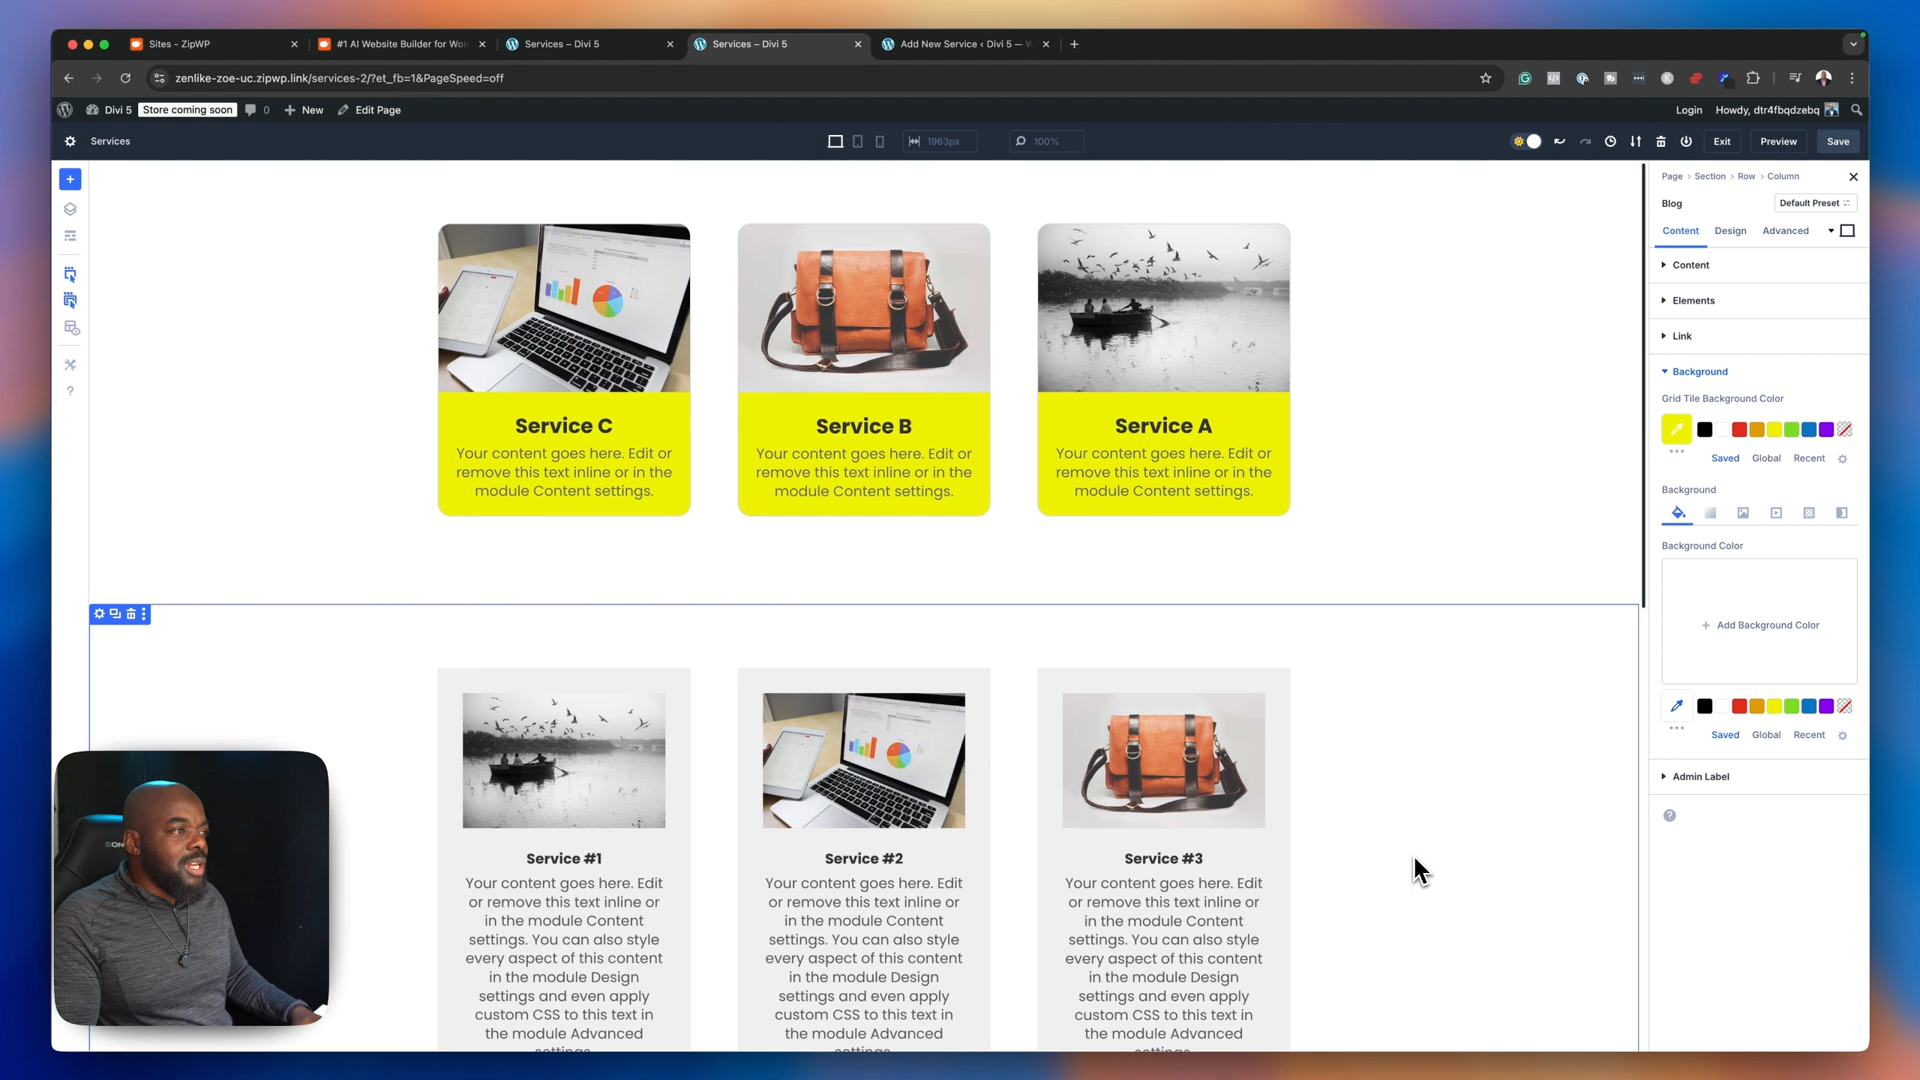 Sites - ZipWP
#1 AI Website Builder for Wor
Services – Divi 5
Services – Divi 5
Add New Service ‹ Divi 5 —
zenlike-zoe-uc.zipwp.link/services-2/?et_fb=1&PageSpeed=off
Divi 5
Store coming soon
0
New
Edit Page
Login
Howdy, dtr4fbqdzebq
Services
1963px
100%
Exit
Preview
Save
Page
Section
Row
Column
Blog
Default Preset
Content
Design
Advanced
Content
Elements
Link
Background
Grid Tile Background Color
Saved
Global
Recent
Background
Background Color
Add Background Color
Saved
Global
Recent
Admin Label
Service C
Your content goes here. Edit or
remove this text inline or in the
module Content settings.
Service B
Your content goes here. Edit or
remove this text inline or in the
module Content settings.
Service A
Your content goes here. Edit or
remove this text inline or in the
module Content settings.
Service #1
Your content goes here. Edit
or remove this text inline or
in the module Content
settings. You can also style
every aspect of this content
in the module Design
settings and even apply
custom CSS to this text in
the module Advanced
settings.
Service #2
Your content goes here. Edit
or remove this text inline or
in the module Content
settings. You can also style
every aspect of this content
in the module Design
settings and even apply
custom CSS to this text in
the module Advanced
settings.
Service #3
Your content goes here. Edit
or remove this text inline or
in the module Content
settings. You can also style
every aspect of this content
in the module Design
settings and even apply
custom CSS to this text in
the module Advanced
settings.